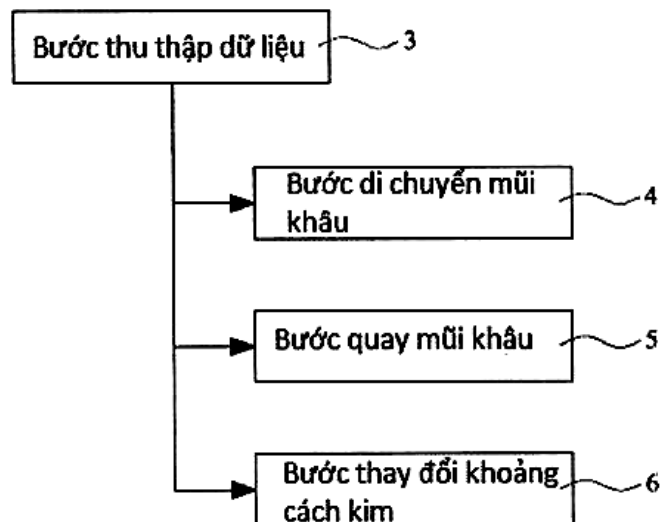 Bước thu thập dữ liệu 3
Bước di chuyển mũi
khâu
4
Bước quay mũi khâu 5
Bước thay đổi khoảng
cách kim
6